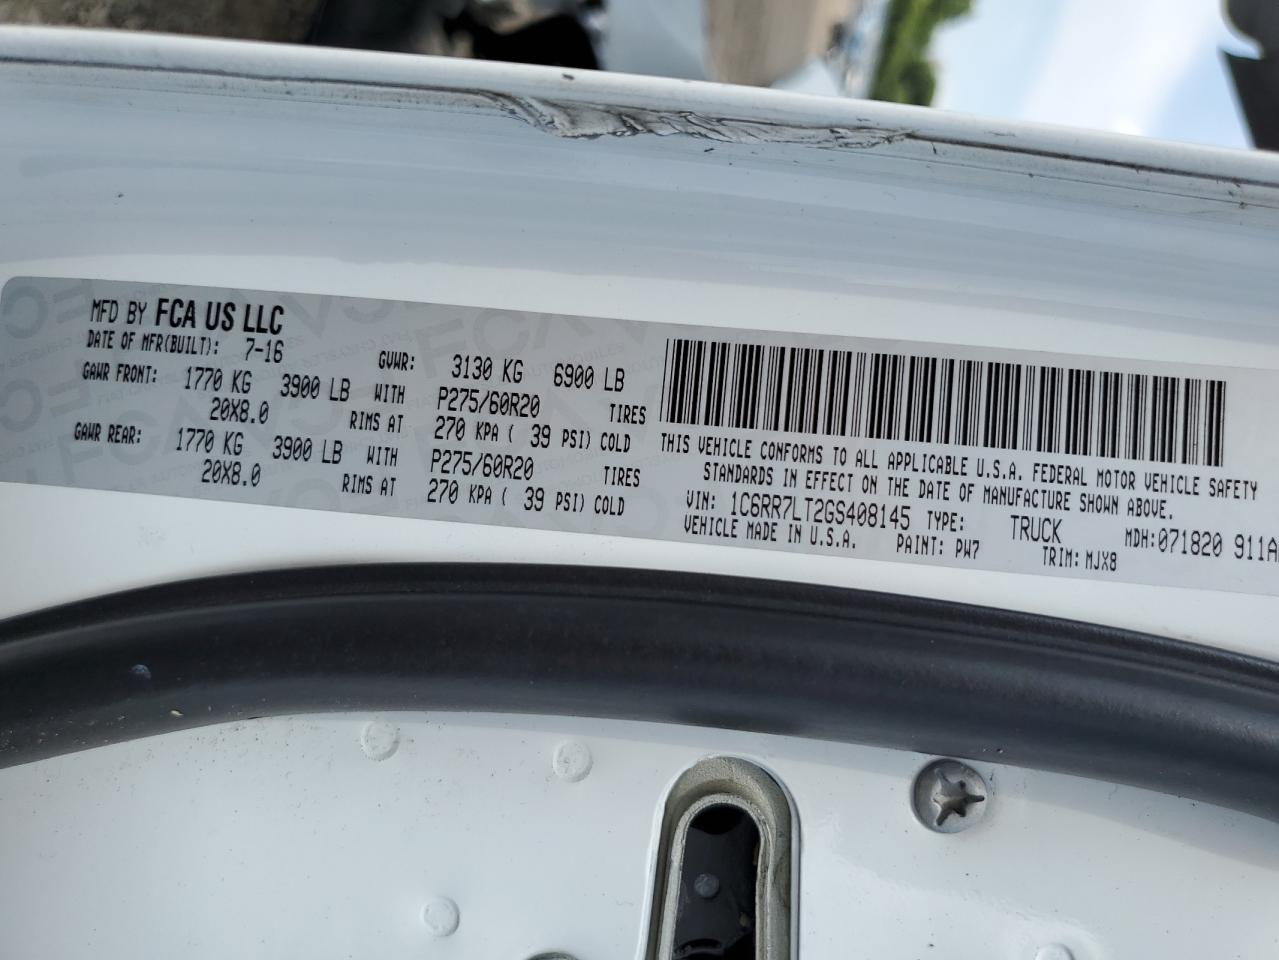 MFD BY FCA US LLC
DATE OF MFR(BUILT): 7-16 GVWR: 3130 KG 6900 LB
GAWR FRONT: 1770 KG 3900 LB WITH P275/60R20 TIRES
20X8.0 RIMS AT 270 KPA ( 39 PSI) COLD
GAWR REAR: 1770 KG 3900 LB WITH P275/60R20 TIRES
20X8.0 RIMS AT 270 KPA ( 39 PSI) COLD
THIS VEHICLE CONFORMS TO ALL APPLICABLE U.S.A. FEDERAL MOTOR VEHICLE SAFETY
STANDARDS IN EFFECT ON THE DATE OF MANUFACTURE SHOWN ABOVE.
VIN: 1C6RR7LT2GS408145 TYPE: TRUCK MDH:071820 911A
VEHICLE MADE IN U.S.A. PAINT: PW7 TRIM: MJX8